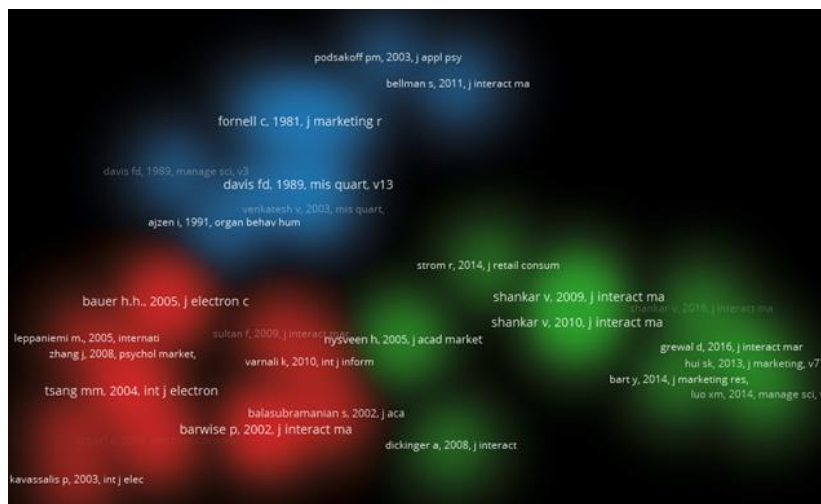 podsakoff pm, 2003, j appl psy
bellman s, 2011, j interact ma
fornell c, 1981, j marketing r
davis fd, 1989, manage sci, v3
davis fd, 1989, mis quart, v13
venkatesh v, 2003, mis quart,
ajzen i, 1991, organ behav hum
strom r, 2014, j retail consum
bauer h.h., 2005, j electron c
shankar v, 2009, j interact ma
shankar v, 2016, j interact ma
shankar v, 2010, j interact ma
leppaniemi m., 2005, internati
sultan f, 2009, j interact mar
nysveen h, 2005, j acad market
zhang j, 2008, psychol market,
varnali k, 2010, int j inform
grewal d, 2016, j interact mar
hui sk, 2013, j marketing, v7
bart y, 2014, j marketing res,
tsang mm, 2004, int j electron
luo xm, 2014, manage sci, v
balasubramanian s, 2002, j aca
barwise p, 2002, j interact ma
dickinger a, 2008, j interact
kavassalis p, 2003, int j elec